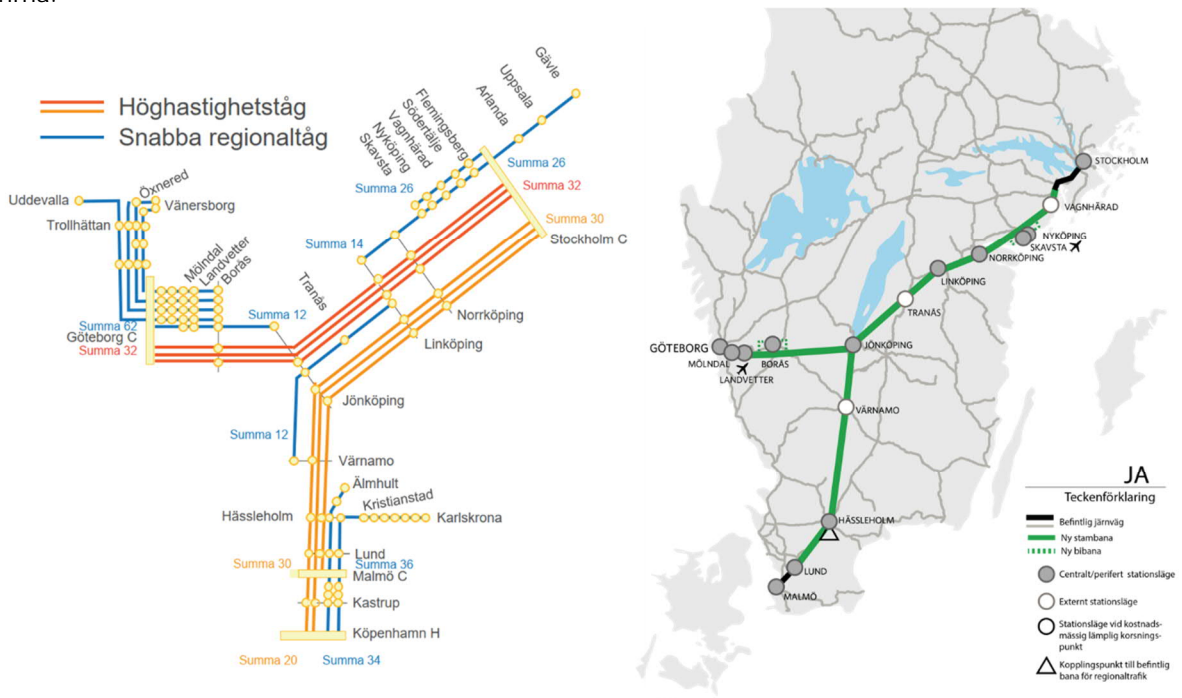 Höghastighetståg
Snabba regionaltåg
Gävle
Uppsala
Arlanda
Flemingsberg
Södertälje
Vagnhärad
Nyköping
Skavsta
Summa 26
Summa 26
Summa 32
Summa 30
Stockholm C
Summa 14
Uddevalla
Öxnered
Vänersborg
Trollhättan
Mölndal
Landvetter
Borås
Tranås
Summa 12
Summa 62
Göteborg C
Summa 32
Norrköping
Linköping
Jönköping
Summa 12
Värnamo
Älmhult
Kristianstad
Hässleholm
Karlskrona
Lund
Summa 30
Summa 36
Malmö C
Kastrup
Köpenhamn H
Summa 20
Summa 34
STOCKHOLM
VAGNHÄRAD
NYKÖPING
SKAVSTA
NORRKÖPING
LINKÖPING
TRANÅS
GÖTEBORG
JÖNKÖPING
MÖLNDAL
BORÅS
LANDVETTER
VÄRNAMO
HÄSSLEHOLM
LUND
MALMÖ
JA
Teckenförklaring
Befintlig järnväg
Ny stambana
Ny bibana
Centralt/perifert stationsläge
Externt stationsläge
Stationsläge vid kostnads-
mässig lämplig korsnings-
punkt
Kopplingspunkt till befintlig
bana för regionaltrafik